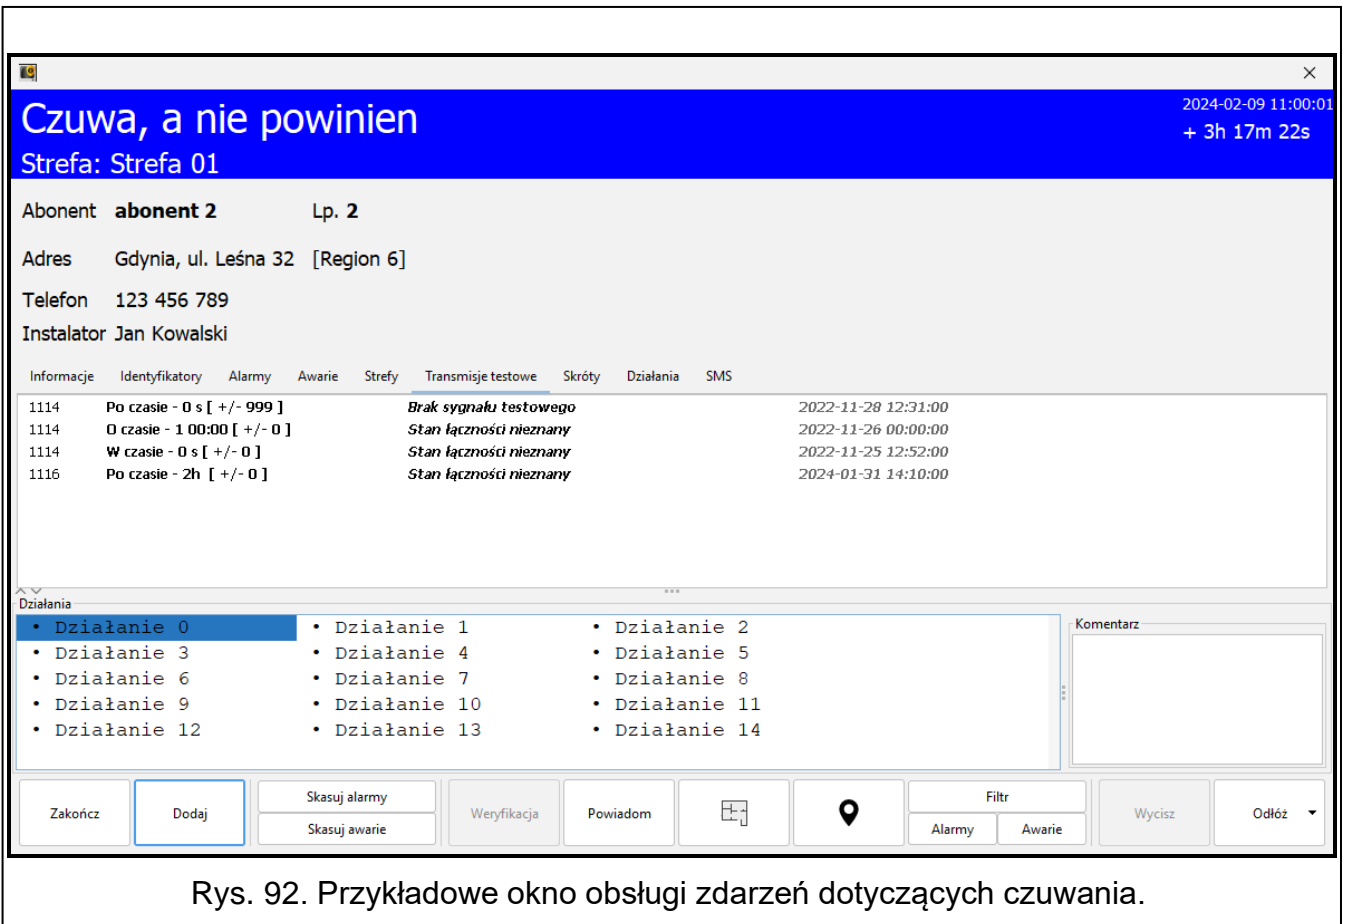 2024-02-09 11:00:01
Czuwa, a nie powinien
+ 3h 17m 22s
Strefa: Strefa 01
Abonent abonent 2 Lp. 2
Adres Gdynia, ul. Leśna 32 [Region 6]
Telefon 123 456 789
Instalator Jan Kowalski
Informacje Identyfikatory Alarmy Awarie Strefy Transmisje testowe Skróty Działania SMS
1114 Po czasie - 0 s [ +/- 999 ] Brak sygnału testowego 2022-11-28 12:31:00
1114 O czasie - 1 00:00 [ +/- 0 ] Stan łączności nieznany 2022-11-26 00:00:00
1114 W czasie - 0 s [ +/- 0 ] Stan łączności nieznany 2022-11-25 12:52:00
1116 Po czasie - 2h [ +/- 0 ] Stan łączności nieznany 2024-01-31 14:10:00
Działania
• Działanie 0 • Działanie 1 • Działanie 2
• Działanie 3 • Działanie 4 • Działanie 5
• Działanie 6 • Działanie 7 • Działanie 8
• Działanie 9 • Działanie 10 • Działanie 11
• Działanie 12 • Działanie 13 • Działanie 14
Komentarz
Zakończ Dodaj
Skasuj alarmy
Skasuj awarie
Weryfikacja Powiadom
Filtr
Alarmy Awarie
Wycisz Odłóż
Rys. 92. Przykładowe okno obsługi zdarzeń dotyczących czuwania.